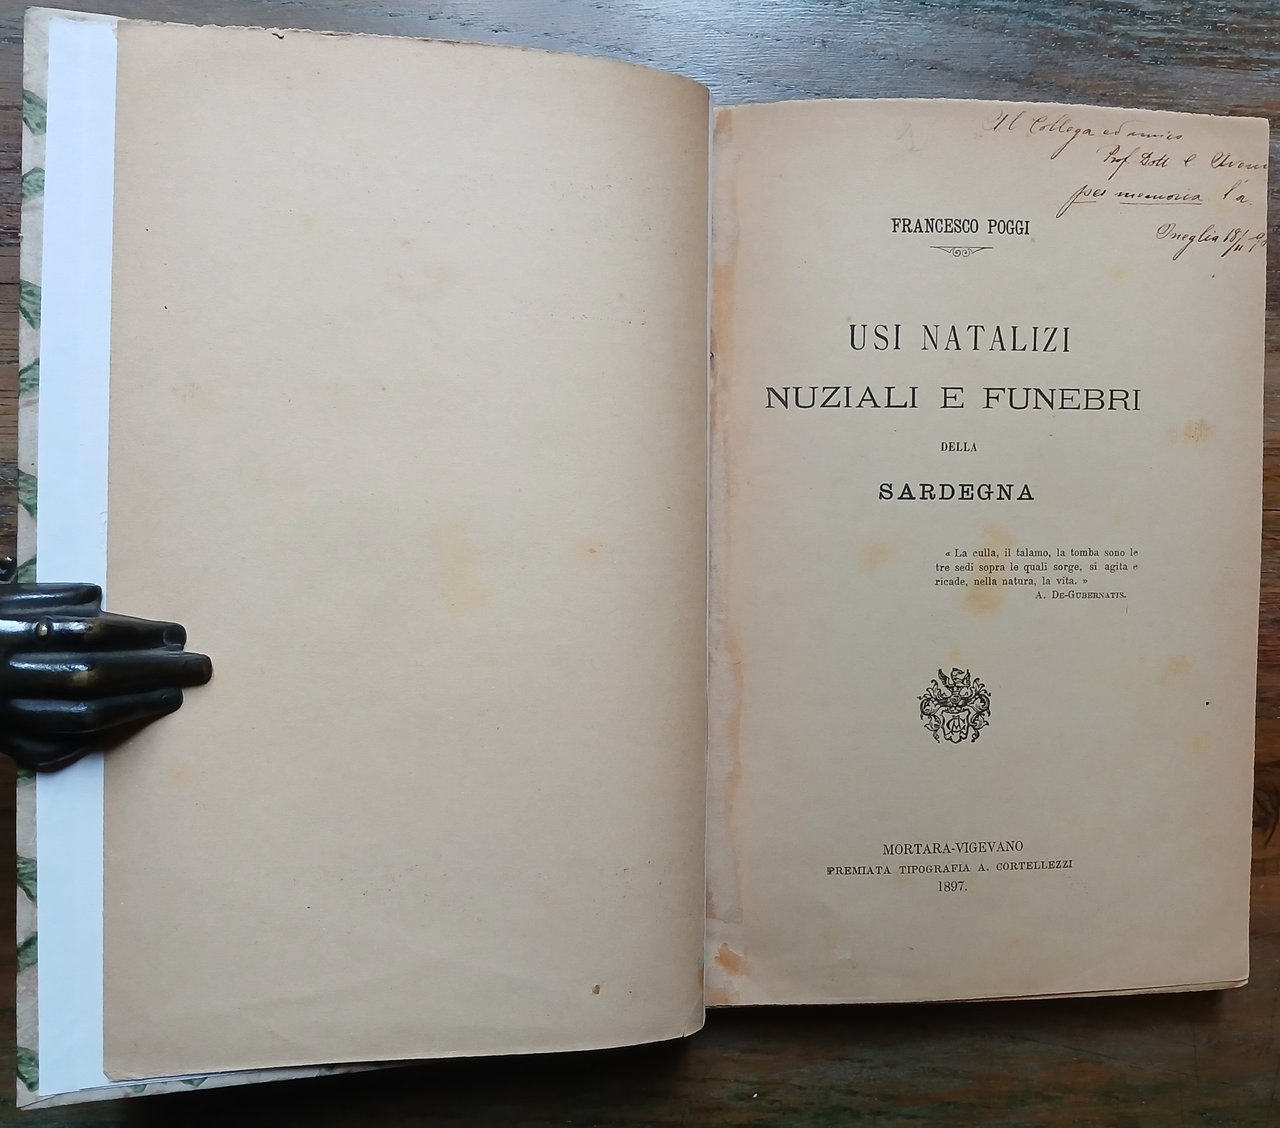 Al Collega ed amico
Prof Dott C
per memoria l'a.
Oneglia 18/11
FRANCESCO POGGI
USI NATALIZI
NUZIALI E FUNEBRI
DELLA
SARDEGNA
« La culla, il talamo, la tomba sono le
tre sedi sopra le quali sorge, si agita e
ricade, nella natura, la vita. »
A. DE-GUBERNATIS.
MORTARA-VIGEVANO
PREMIATA TIPOGRAFIA A. CORTELLEZZI
1897.